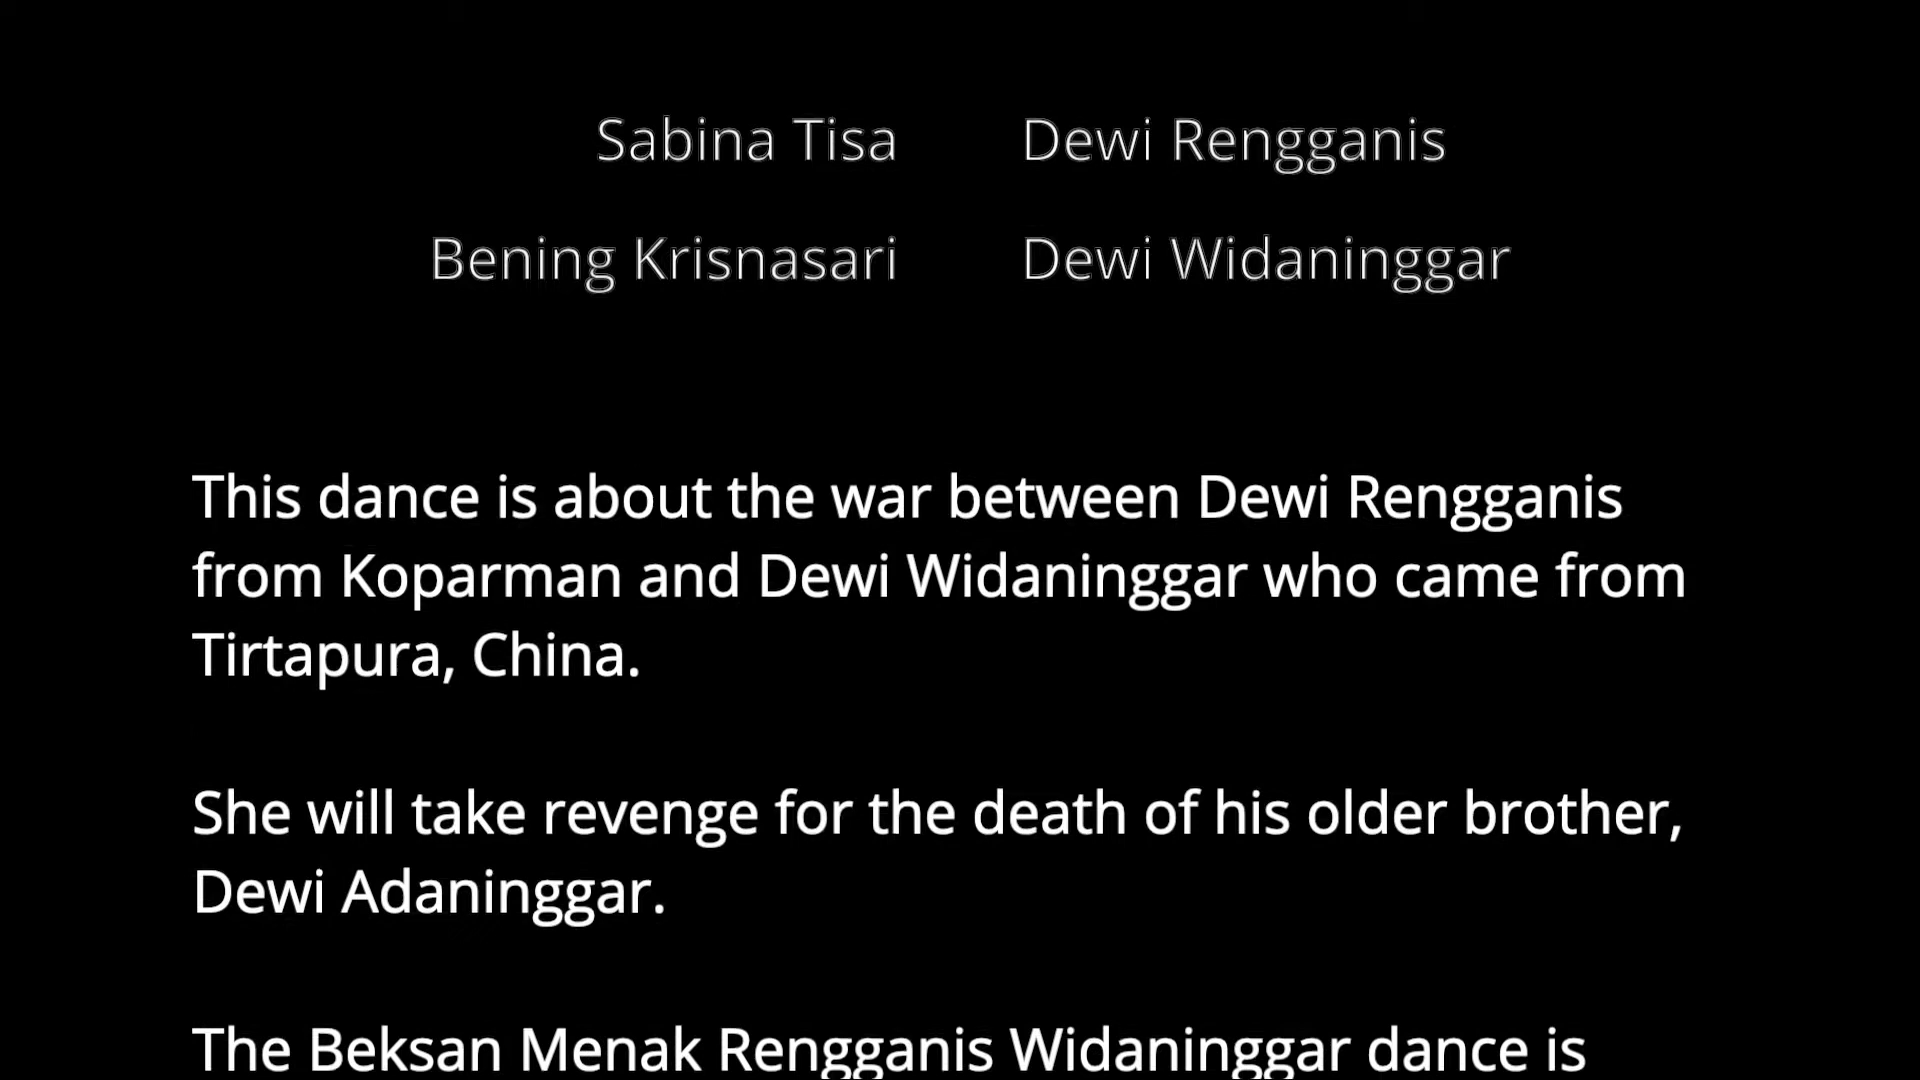 Sabina Tisa Dewi Rengganis
Bening Krisnasari Dewi Widaninggar
This dance is about the war between Dewi Rengganis
from Koparman and Dewi Widaninggar who came from
Tirtapura, China.
She will take revenge for the death of his older brother,
Dewi Adaninggar.
The Beksan Menak Rengganis Widaninggar dance is